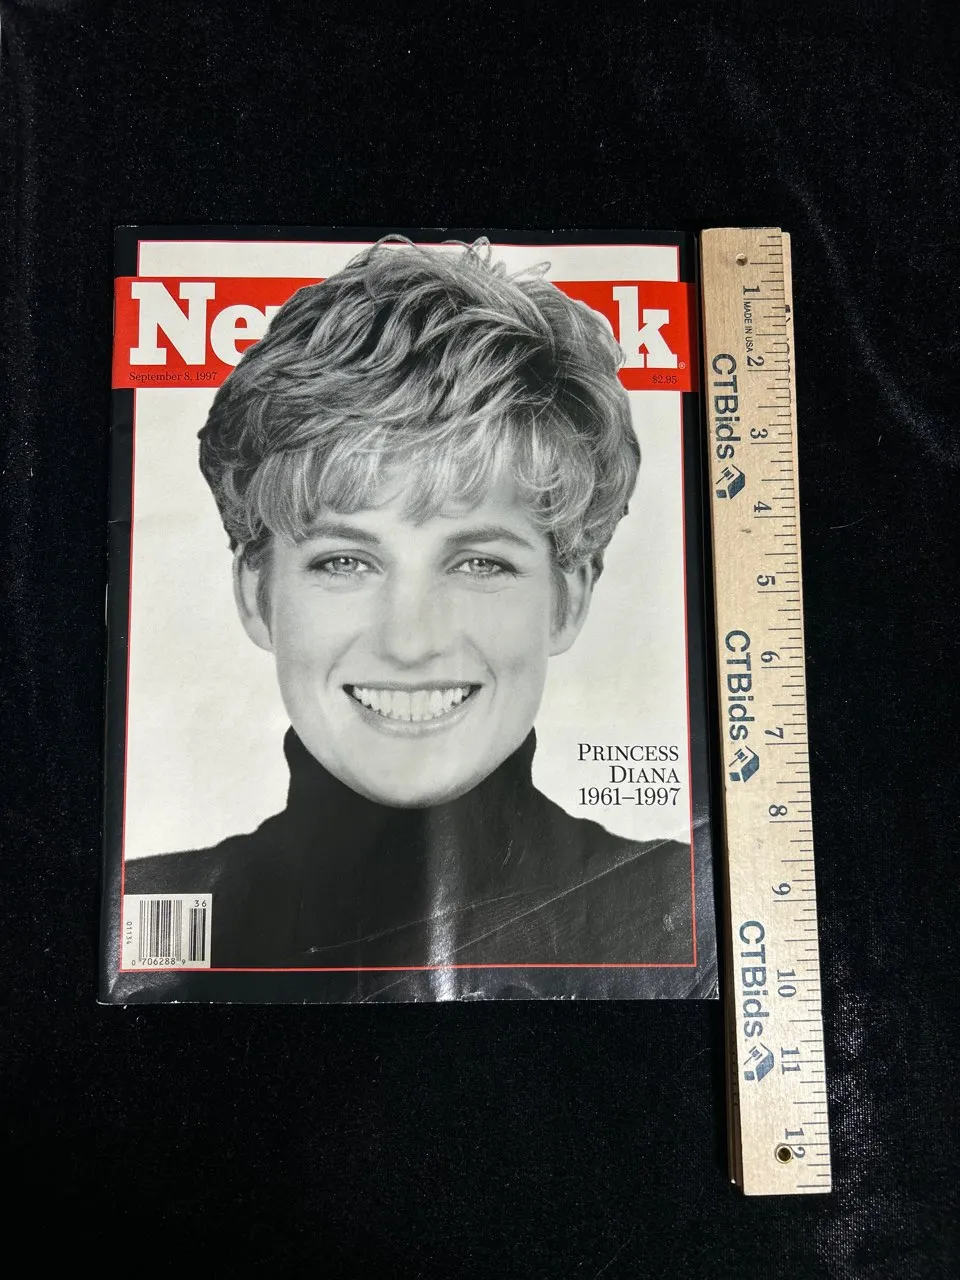 Ne ek
September 8, 1997
$2.95
PRINCESS
DIANA
1961–1997
36
01134
0 706288 9
1 2 3 4 5 6 7 8 9 10 11 12
MADE IN USA
CTBids
CTBids
CTBids